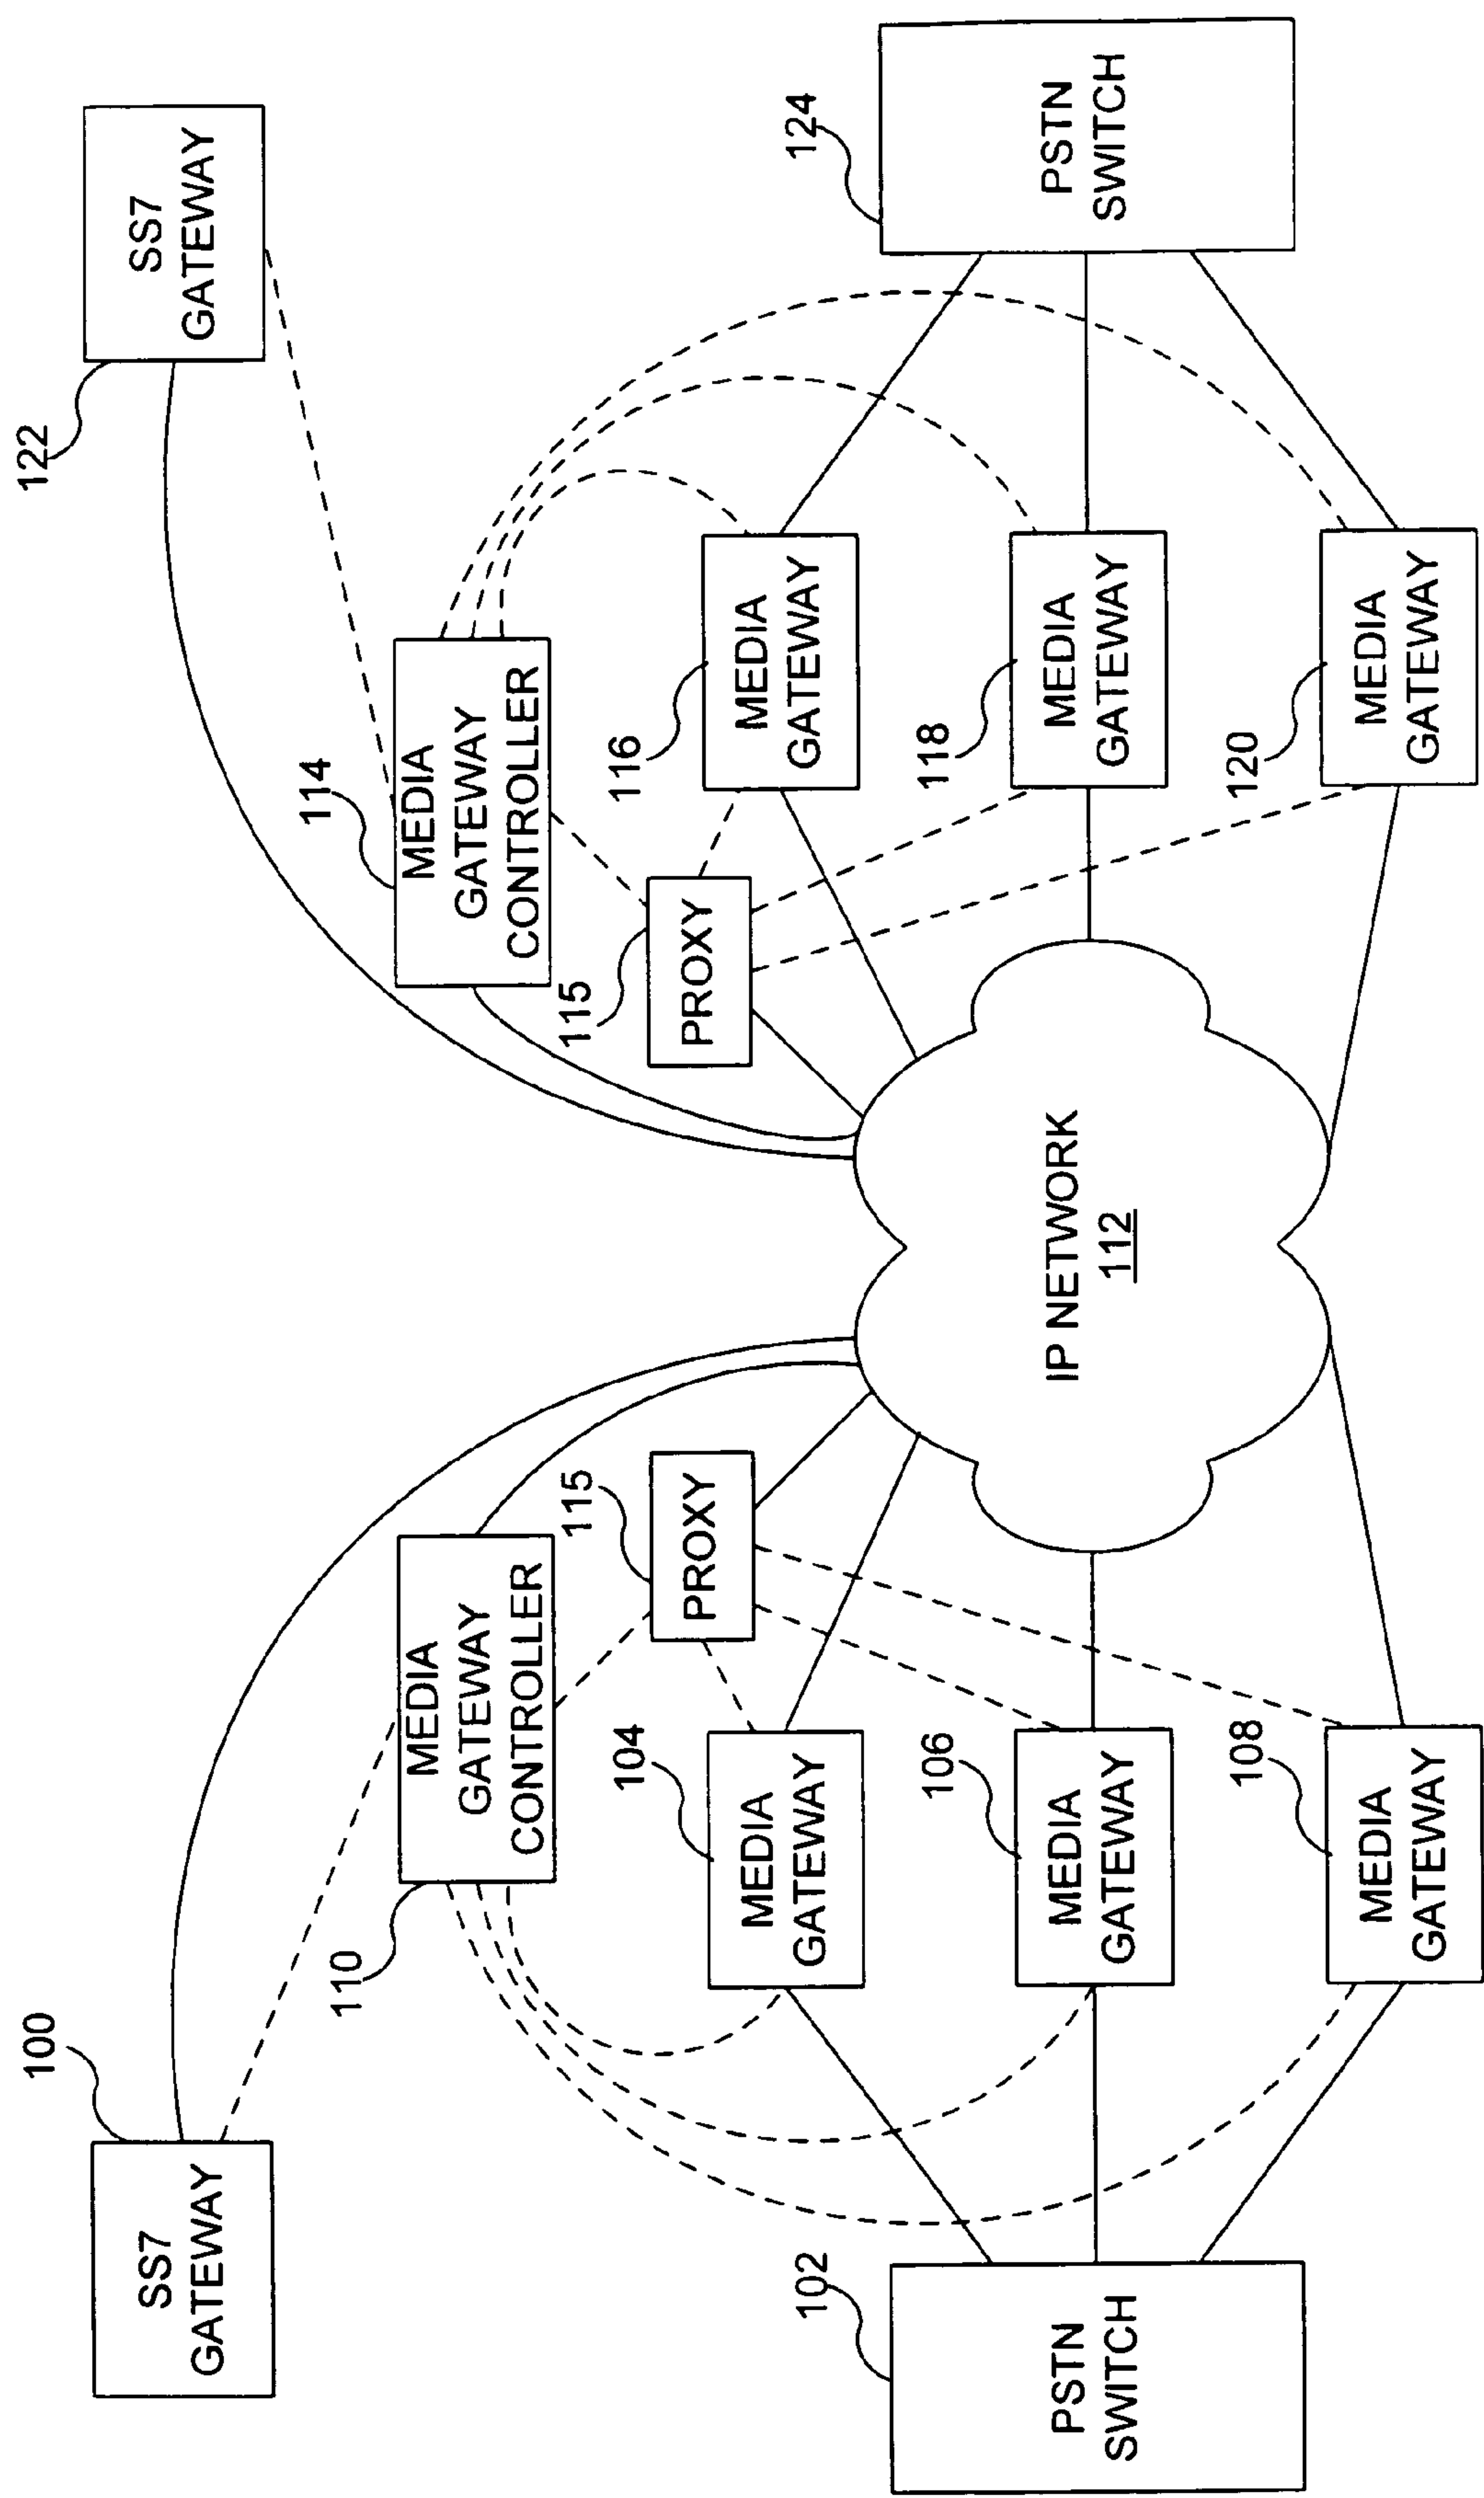 100
SS7
GATEWAY
122
SS7
GATEWAY
110
MEDIA
GATEWAY
CONTROLLER
114
MEDIA
GATEWAY
CONTROLLER
115
PROXY
115
PROXY
104
MEDIA
GATEWAY
116
MEDIA
GATEWAY
102
PSTN
SWITCH
106
MEDIA
GATEWAY
IP NETWORK
112
118
MEDIA
GATEWAY
124
PSTN
SWITCH
108
MEDIA
GATEWAY
120
MEDIA
GATEWAY